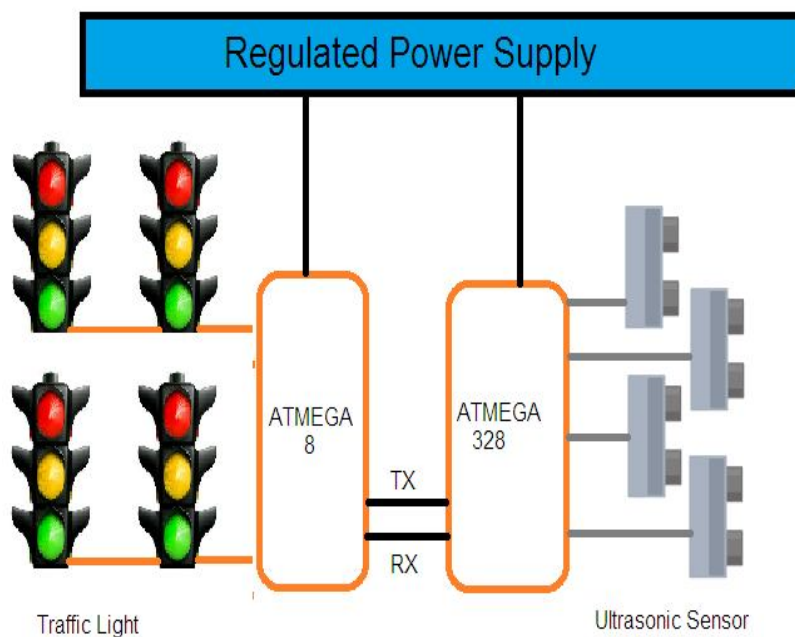 Regulated Power Supply
ATMEGA
8
ATMEGA
328
TX
RX
Traffic Light
Ultrasonic Sensor